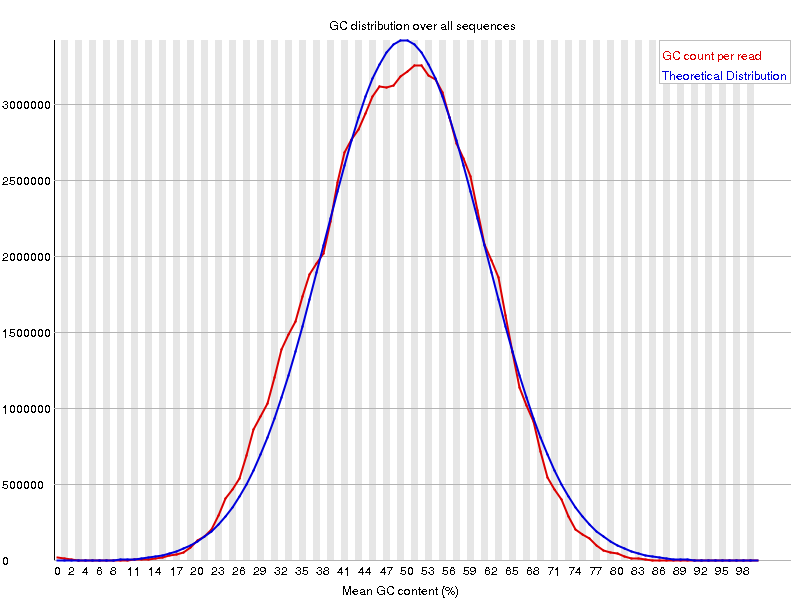 GC distribution over all sequences
GC count per read
Theoretical Distribution
3000000
2500000
2000000
1500000
1000000
500000
0
0 2 4 6 8 11 14 17 20 23 26 29 32 35 38 41 44 47 50 53 56 59 62 65 68 71 74 77 80 83 86 89 92 95 98
Mean GC content (%)